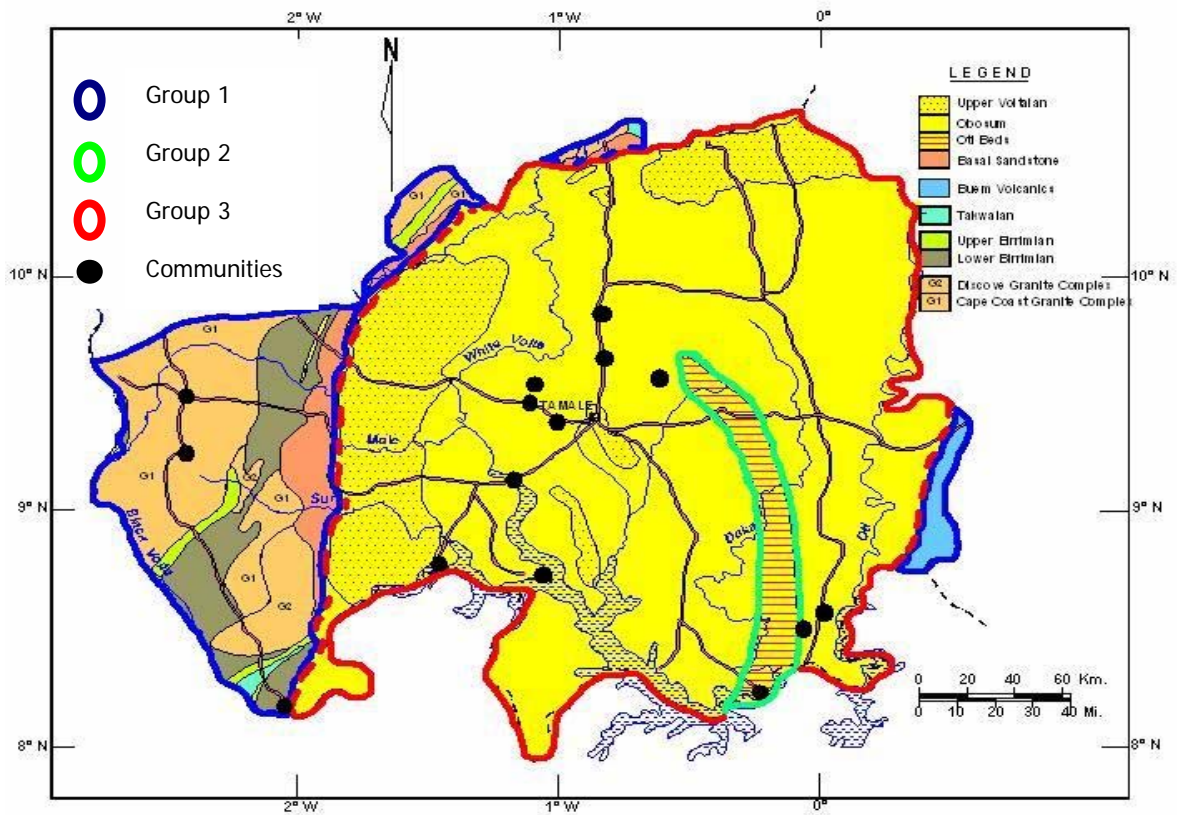 2° W 1° W 0°
N
Group 1
Group 2
Group 3
Communities
LEGEND
Upper Voltaian
Obosum
Oti Beds
Basal Sandstone
Buem Volcanics
Takwaian
Upper Birrimian
Lower Birrimian
G2 Discove Granite Complex
G1 Cape Coast Granite Complex
10° N 10° N
G1 G1
G1
White Volta
TAMALE
Mole
G1
G1
Sur
9° N 9° N
Black Volta
Daka
Oti
G1
G2
0 20 40 60 Km.
0 10 20 30 40 Mi.
8° N 8° N
2° W 1° W 0°